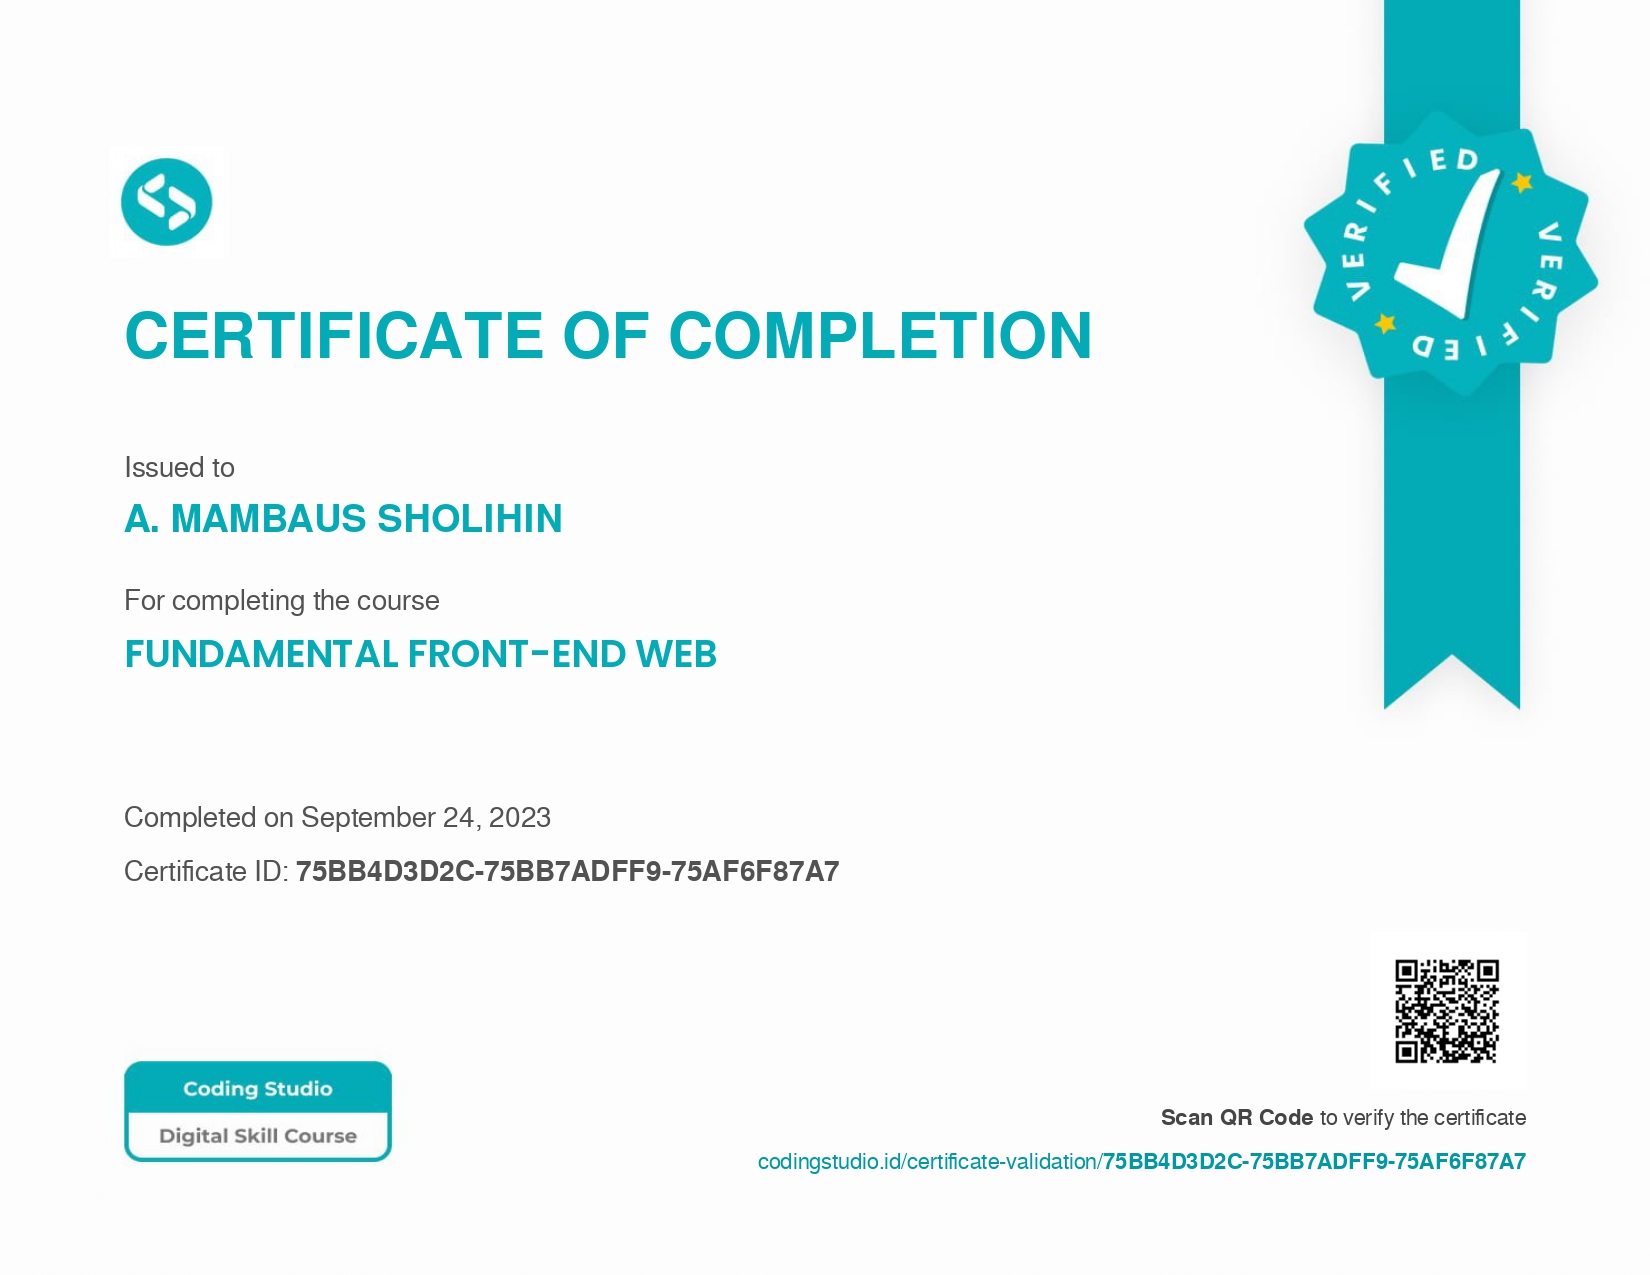 CERTIFICATE OF COMPLETION
VERIFIED
VERIFIED
Issued to
A. MAMBAUS SHOLIHIN
For completing the course
FUNDAMENTAL FRONT-END WEB
Completed on September 24, 2023
Certificate ID: 75BB4D3D2C-75BB7ADFF9-75AF6F87A7
Coding Studio
Digital Skill Course
Scan QR Code to verify the certificate
codingstudio.id/certificate-validation/75BB4D3D2C-75BB7ADFF9-75AF6F87A7